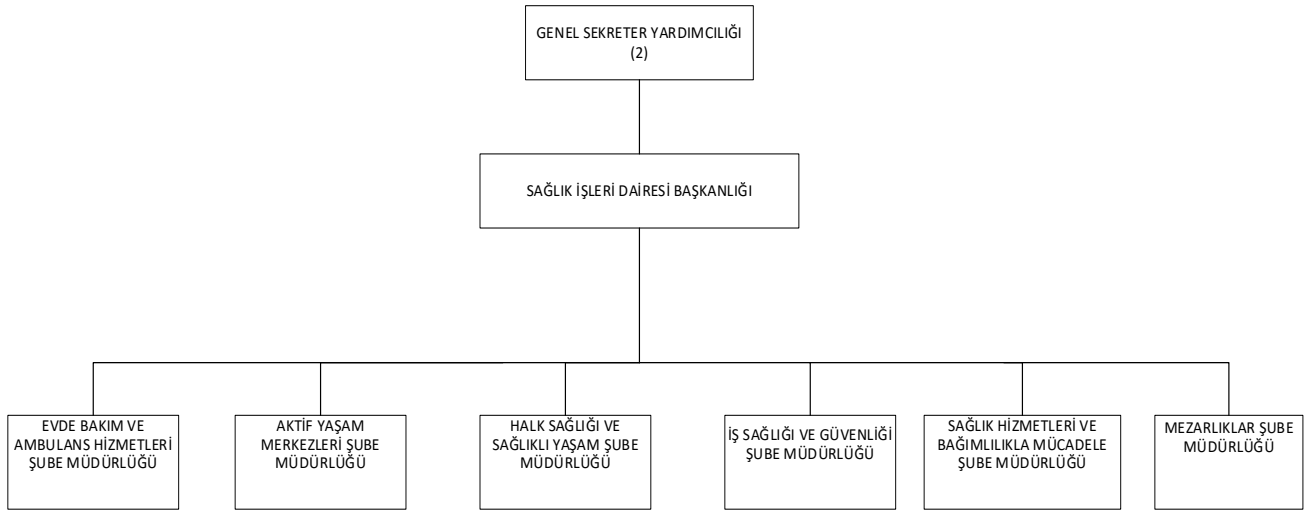 GENEL SEKRETER YARDIMCILIĞI
(2)
SAĞLIK İŞLERİ DAİRESİ BAŞKANLIĞI
EVDE BAKIM VE
AMBULANS HİZMETLERİ
ŞUBE MÜDÜRLÜĞÜ
AKTİF YAŞAM
MERKEZLERİ ŞUBE
MÜDÜRLÜĞÜ
HALK SAĞLIĞI VE
SAĞLIKLI YAŞAM ŞUBE
MÜDÜRLÜĞÜ
İŞ SAĞLIĞI VE GÜVENLİĞİ
ŞUBE MÜDÜRLÜĞÜ
SAĞLIK HİZMETLERİ VE
BAĞIMLILIKLA MÜCADELE
ŞUBE MÜDÜRLÜĞÜ
MEZARLIKLAR ŞUBE
MÜDÜRLÜĞÜ